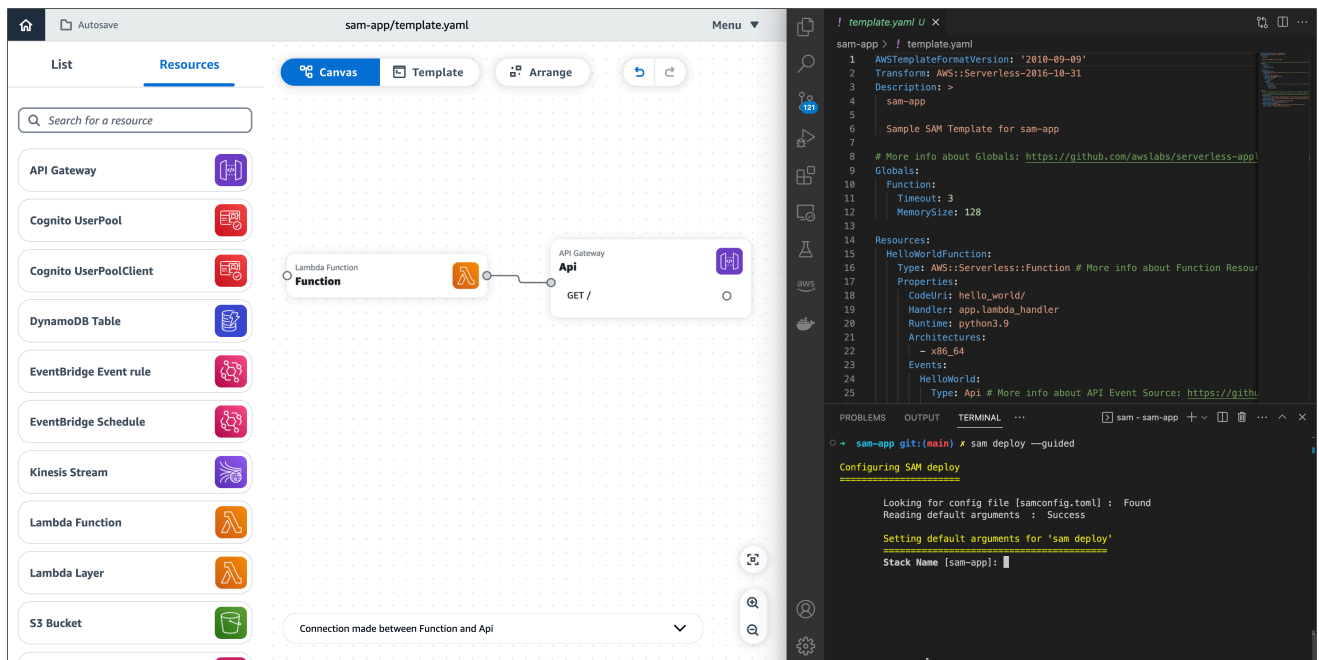 Autosave
sam-app/template.yaml
Menu
List
Resources
Canvas
Template
Arrange
Search for a resource
API Gateway
Cognito UserPool
Cognito UserPoolClient
DynamoDB Table
EventBridge Event rule
EventBridge Schedule
Kinesis Stream
Lambda Function
Lambda Layer
S3 Bucket
Lambda Function
Function
API Gateway
Api
GET /
Connection made between Function and Api
121
aws
! template.yaml U ×
sam-app > ! template.yaml
1 AWSTemplateFormatVersion: '2010-09-09'
2 Transform: AWS::Serverless-2016-10-31
3 Description: >
4 sam-app
5
6 Sample SAM Template for sam-app
7
8 # More info about Globals: https://github.com/awslabs/serverless-appl
9 Globals:
10 Function:
11 Timeout: 3
12 MemorySize: 128
13
14 Resources:
15 HelloWorldFunction:
16 Type: AWS::Serverless::Function # More info about Function Resour
17 Properties:
18 CodeUri: hello_world/
19 Handler: app.lambda_handler
20 Runtime: python3.9
21 Architectures:
22 - x86_64
23 Events:
24 HelloWorld:
25 Type: Api # More info about API Event Source: https://githu
PROBLEMS OUTPUT TERMINAL ··· sam - sam-app
→ sam-app git:(main) ✗ sam deploy --guided
Configuring SAM deploy
======================
Looking for config file [samconfig.toml] : Found
Reading default arguments : Success
Setting default arguments for 'sam deploy'
=========================================
Stack Name [sam-app]: